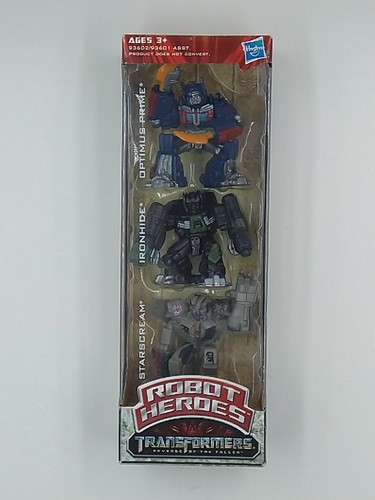 AGES 3+
93602/93601 ASST.
PRODUCT DOES NOT CONVERT.
Hasbro
OPTIMUS PRIME®
IRONHIDE®
STARSCREAM®
ROBOT
HEROES
TRANSFORMERS
REVENGE OF THE FALLEN